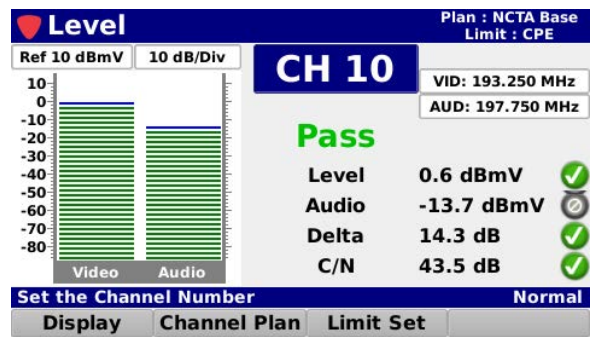 Level
Plan : NCTA Base
Limit : CPE
Ref 10 dBmV
10 dB/Div
CH 10
VID: 193.250 MHz
AUD: 197.750 MHz
10
0
-10
-20
-30
-40
-50
-60
-70
-80
Video
Audio
Pass
Level 0.6 dBmV
Audio -13.7 dBmV
Delta 14.3 dB
C/N 43.5 dB
Set the Channel Number
Normal
Display
Channel Plan
Limit Set